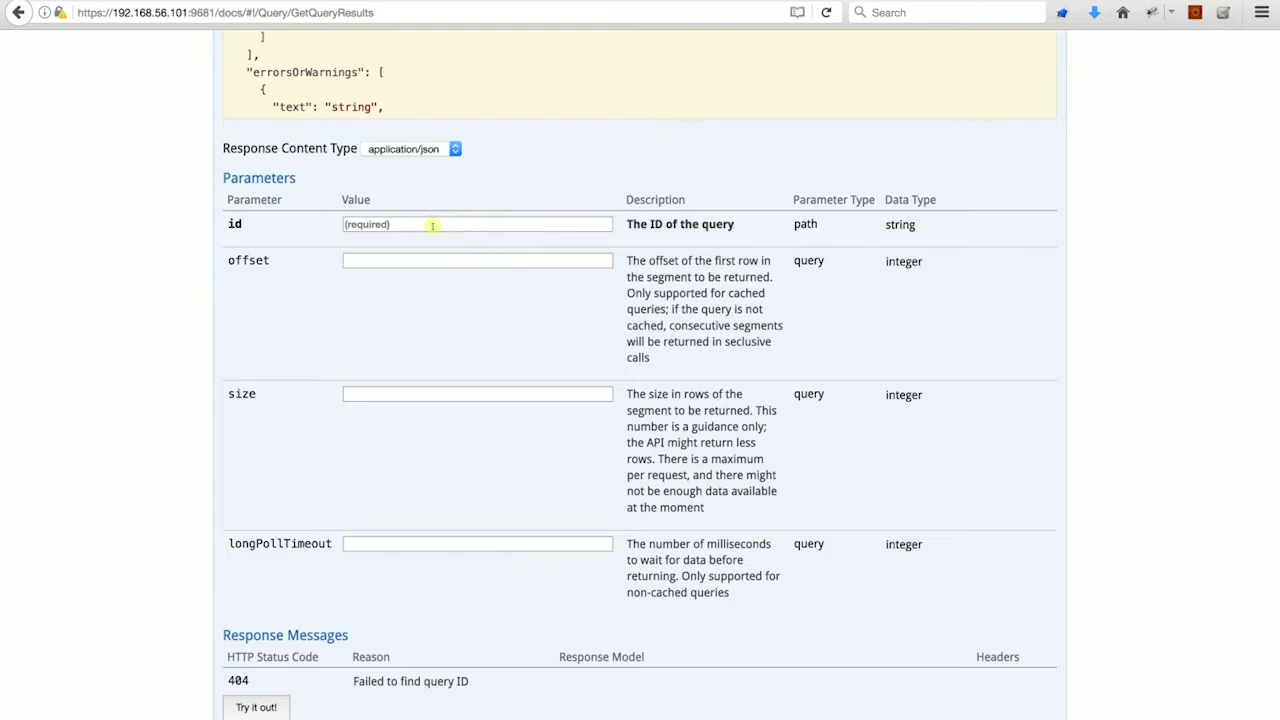 https://192.168.56.101:9681/docs/#!/Query/GetQueryResults
Search
]
],
"errorsOrWarnings": [
{
"text": "string",
Response Content Type application/json
Parameters
Parameter Value Description Parameter Type Data Type
id (required) The ID of the query path string
offset The offset of the first row in query integer
the segment to be returned.
Only supported for cached
queries; if the query is not
cached, consecutive segments
will be returned in seclusive
calls
size The size in rows of the query integer
segment to be returned. This
number is a guidance only;
the API might return less
rows. There is a maximum
per request, and there might
not be enough data available
at the moment
longPollTimeout The number of milliseconds query integer
to wait for data before
returning. Only supported for
non-cached queries
Response Messages
HTTP Status Code Reason Response Model Headers
404 Failed to find query ID
Try it out!